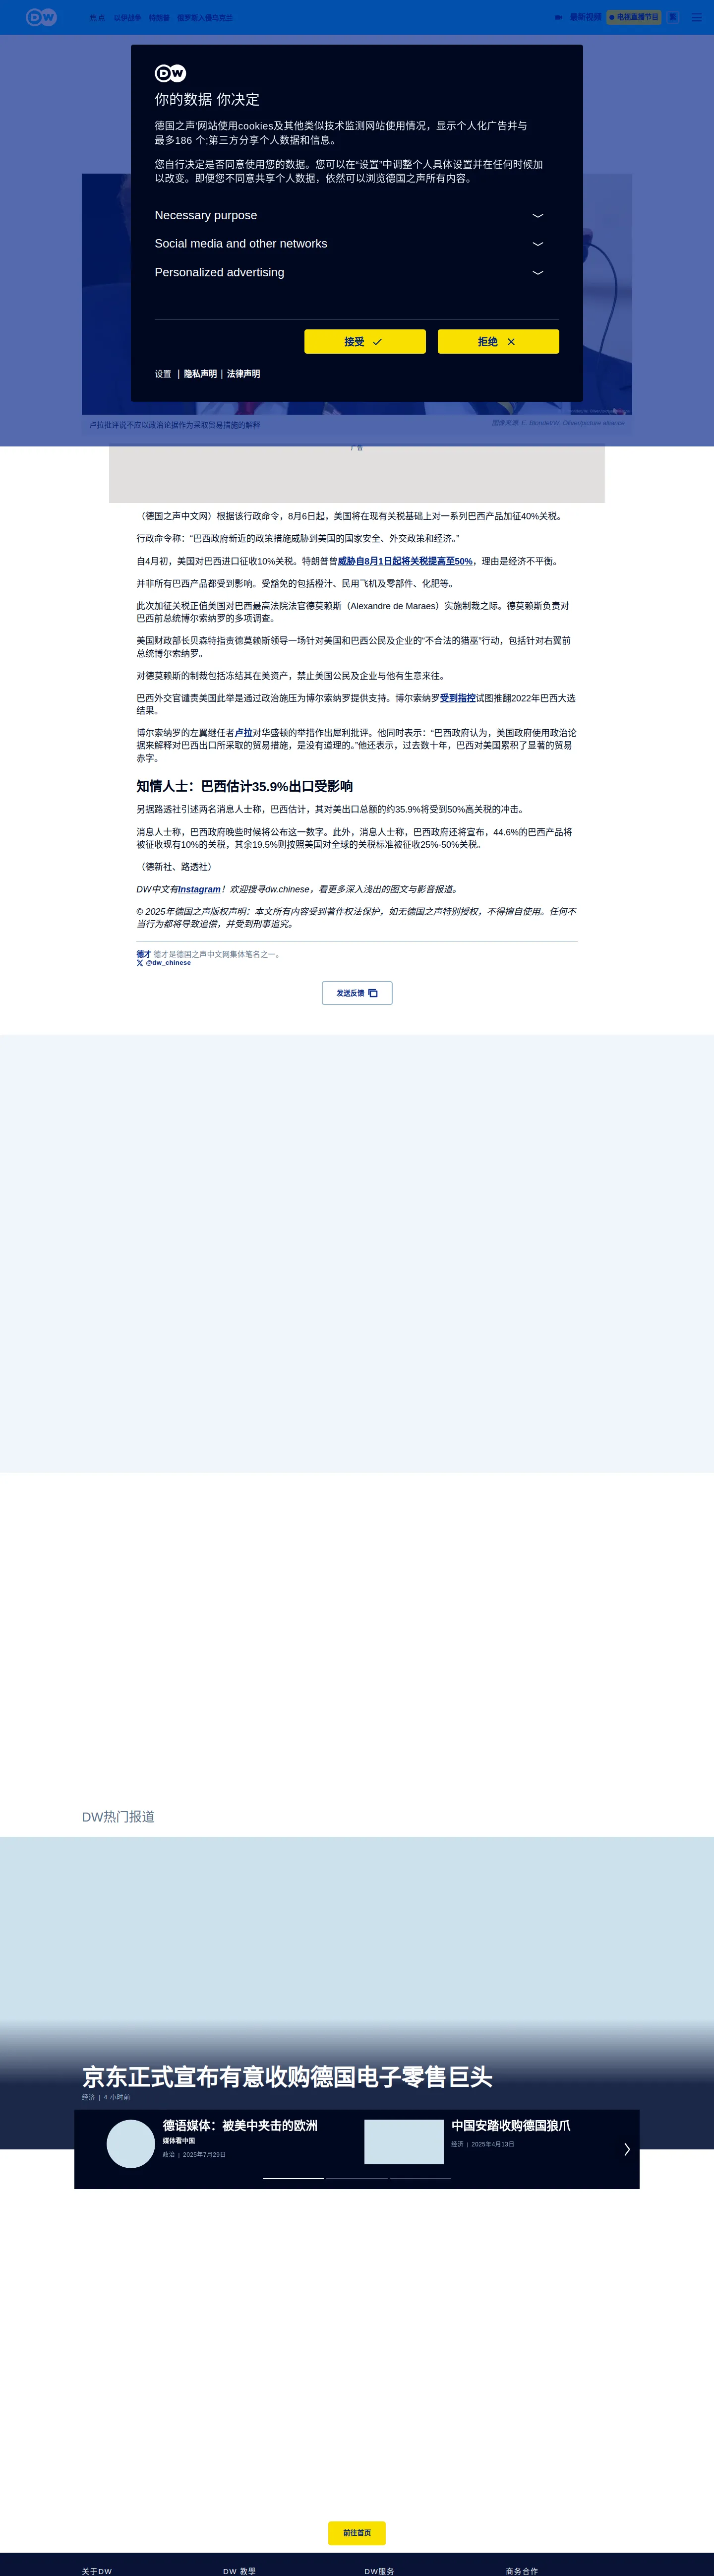 DW
焦点 以伊战争 特朗普 俄罗斯入侵乌克兰
最新视频
电视直播节目
繁
DW
你的数据 你决定
德国之声'网站使用cookies及其他类似技术监测网站使用情况，显示个人化广告并与
最多186 个;第三方分享个人数据和信息。
您自行决定是否同意使用您的数据。您可以在“设置”中调整个人具体设置并在任何时候加
以改变。即便您不同意共享个人数据，依然可以浏览德国之声所有内容。
Necessary purpose
Social media and other networks
Personalized advertising
接受
拒绝
设置 | 隐私声明 | 法律声明
卢拉批评说不应以政治论据作为采取贸易措施的解释
广告
（德国之声中文网）根据该行政命令，8月6日起，美国将在现有关税基础上对一系列巴西产品加征40%关税。
行政命令称：“巴西政府新近的政策措施威胁到美国的国家安全、外交政策和经济。”
自4月初，美国对巴西进口征收10%关税。特朗普曾威胁自8月1日起将关税提高至50%，理由是经济不平衡。
并非所有巴西产品都受到影响。受豁免的包括橙汁、民用飞机及零部件、化肥等。
此次加征关税正值美国对巴西最高法院法官德莫赖斯（Alexandre de Maraes）实施制裁之际。德莫赖斯负责对
巴西前总统博尔索纳罗的多项调查。
美国财政部长贝森特指责德莫赖斯领导一场针对美国和巴西公民及企业的“不合法的猎巫”行动，包括针对右翼前
总统博尔索纳罗。
对德莫赖斯的制裁包括冻结其在美资产，禁止美国公民及企业与他有生意来往。
巴西外交官谴责美国此举是通过政治施压为博尔索纳罗提供支持。博尔索纳罗受到指控试图推翻2022年巴西大选
结果。
博尔索纳罗的左翼继任者卢拉对华盛顿的举措作出犀利批评。他同时表示：“巴西政府认为，美国政府使用政治论
据来解释对巴西出口所采取的贸易措施，是没有道理的。”他还表示，过去数十年，巴西对美国累积了显著的贸易
赤字。
知情人士：巴西估计35.9%出口受影响
另据路透社引述两名消息人士称，巴西估计，其对美出口总额的约35.9%将受到50%高关税的冲击。
消息人士称，巴西政府晚些时候将公布这一数字。此外，消息人士称，巴西政府还将宣布，44.6%的巴西产品将
被征收现有10%的关税，其余19.5%则按照美国对全球的关税标准被征收25%-50%关税。
（德新社、路透社）
DW中文有Instagram！欢迎搜寻dw.chinese，看更多深入浅出的图文与影音报道。
© 2025年德国之声版权声明：本文所有内容受到著作权法保护，如无德国之声特别授权，不得擅自使用。任何不
当行为都将导致追偿，并受到刑事追究。
德才 德才是德国之声中文网集体笔名之一。
@dw_chinese
发送反馈
DW热门报道
京东正式宣布有意收购德国电子零售巨头
经济 | 4 小时前
德语媒体：被美中夹击的欧洲
媒体看中国
政治 | 2025年7月29日
中国安踏收购德国狼爪
经济 | 2025年4月13日
前往首页
关于DW DW 教學 DW服务 商务合作